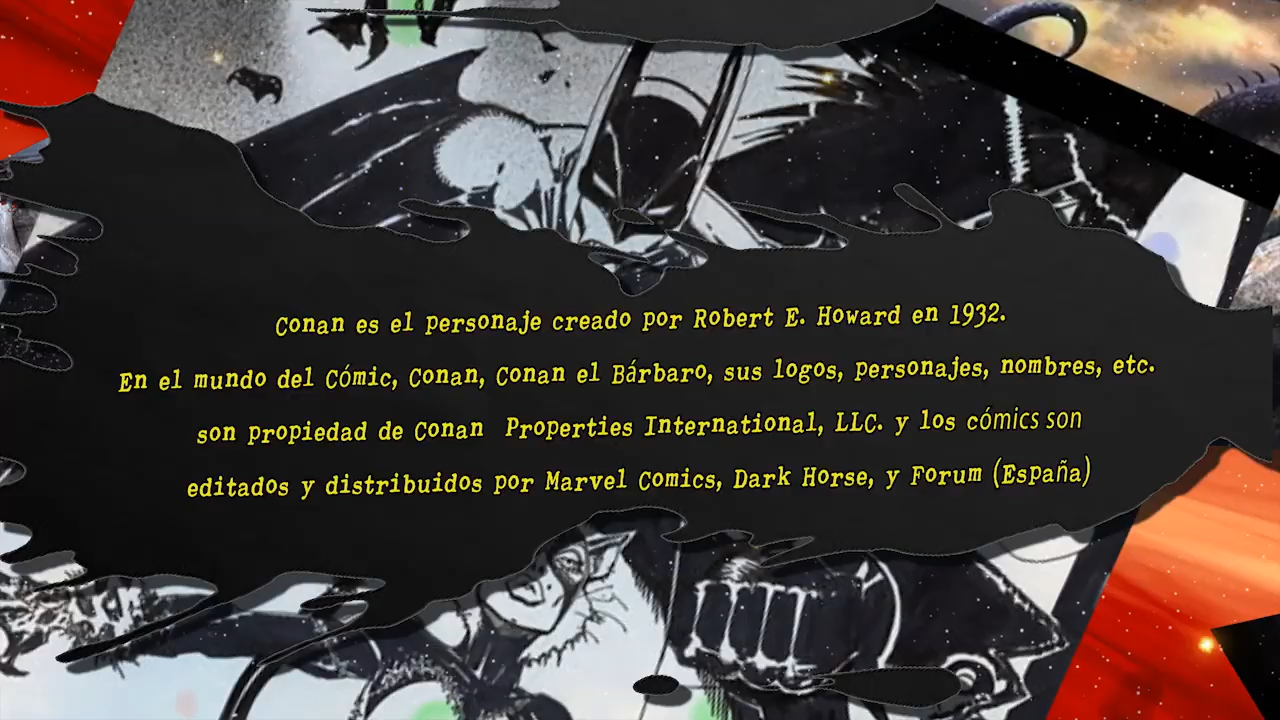 Conan es el personaje creado por Robert E. Howard en 1932.
En el mundo del Cómic, Conan, Conan el Bárbaro, sus logos, personajes, nombres, etc.
son propiedad de Conan Properties International, LLC. y los cómics son
editados y distribuidos por Marvel Comics, Dark Horse, y Forum (España)